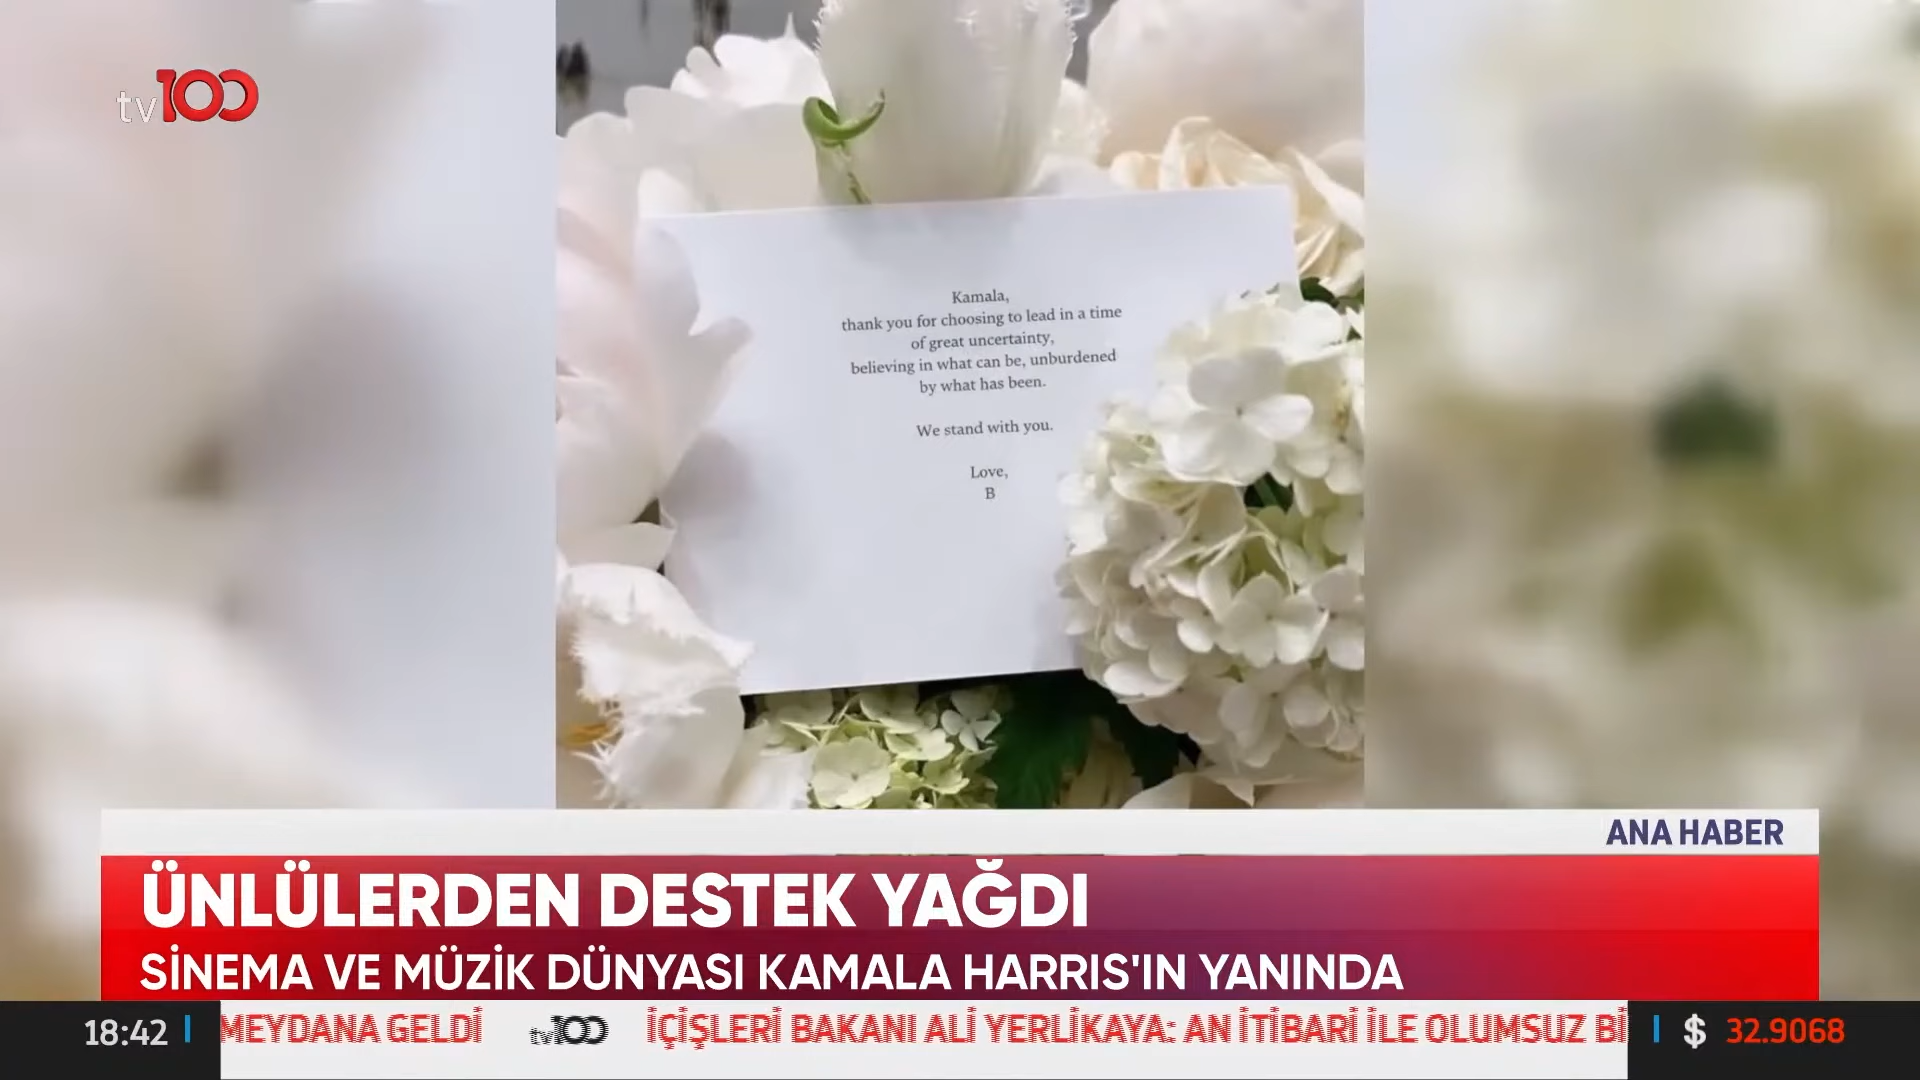 tv100
Kamala,
thank you for choosing to lead in a time
of great uncertainty,
believing in what can be, unburdened
by what has been.
We stand with you.
Love,
B
ANA HABER
ÜNLÜLERDEN DESTEK YAĞDI
SİNEMA VE MÜZİK DÜNYASI KAMALA HARRIS'IN YANINDA
18:42 MEYDANA GELDİ tv100 İÇİŞLERİ BAKANI ALİ YERLİKAYA: AN İTİBARİ İLE OLUMSUZ Bİ $ 32.9068